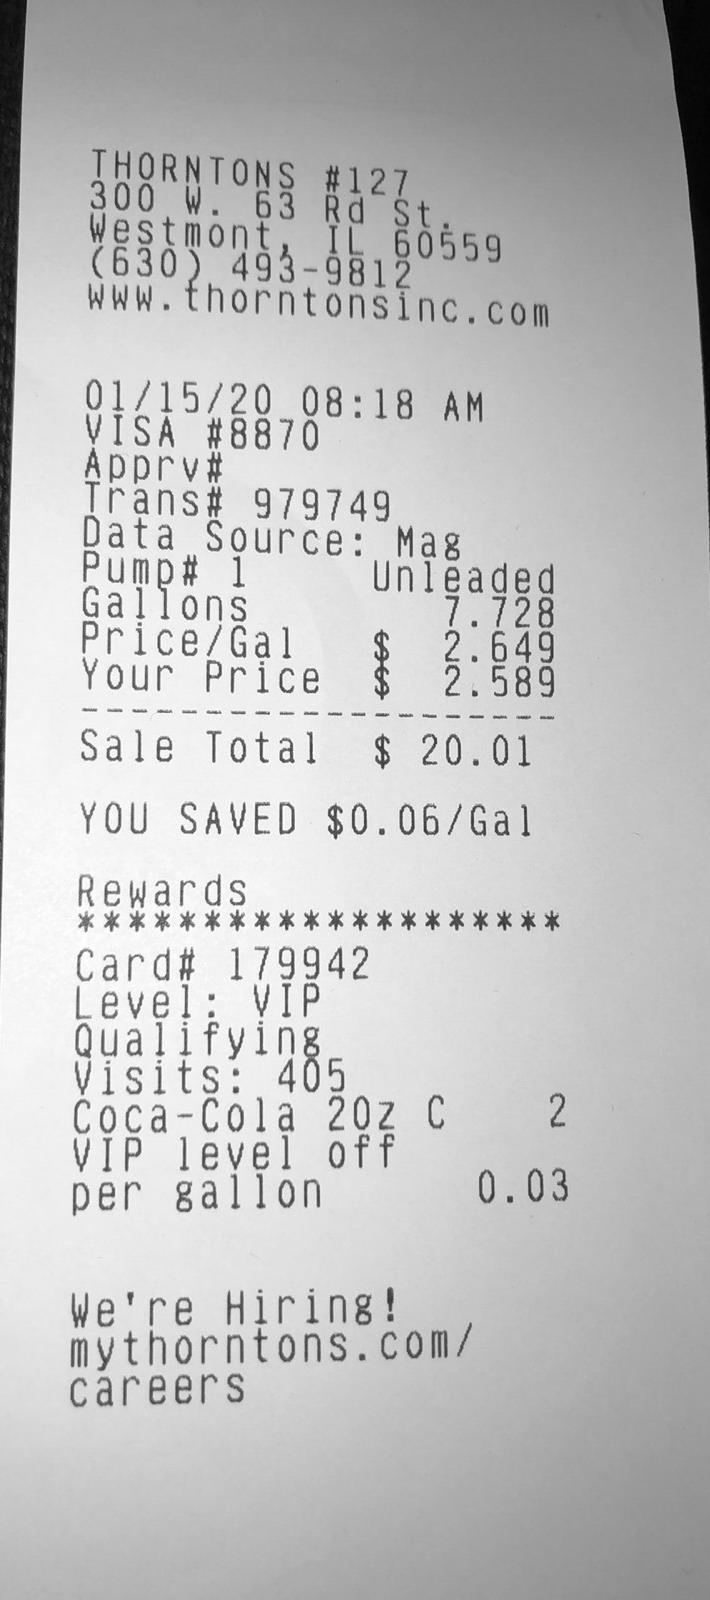 THORNTONS #127
300 W. 63 Rd St.
Westmont, IL 60559
(630) 493-9812
www.thorntonsinc.com
01/15/20 08:18 AM
VISA #8870
Apprv#
Trans# 979749
Data Source: Mag
Pump# 1 Unleaded
Gallons 7.728
Price/Gal $ 2.649
Your Price $ 2.589
-------------------
Sale Total $ 20.01
YOU SAVED $0.06/Gal
Rewards
*******************
Card# 179942
Level: VIP
Qualifying
Visits: 405
Coca-Cola 20z C 2
VIP level off
per gallon 0.03
We're Hiring!
mythorntons.com/
careers